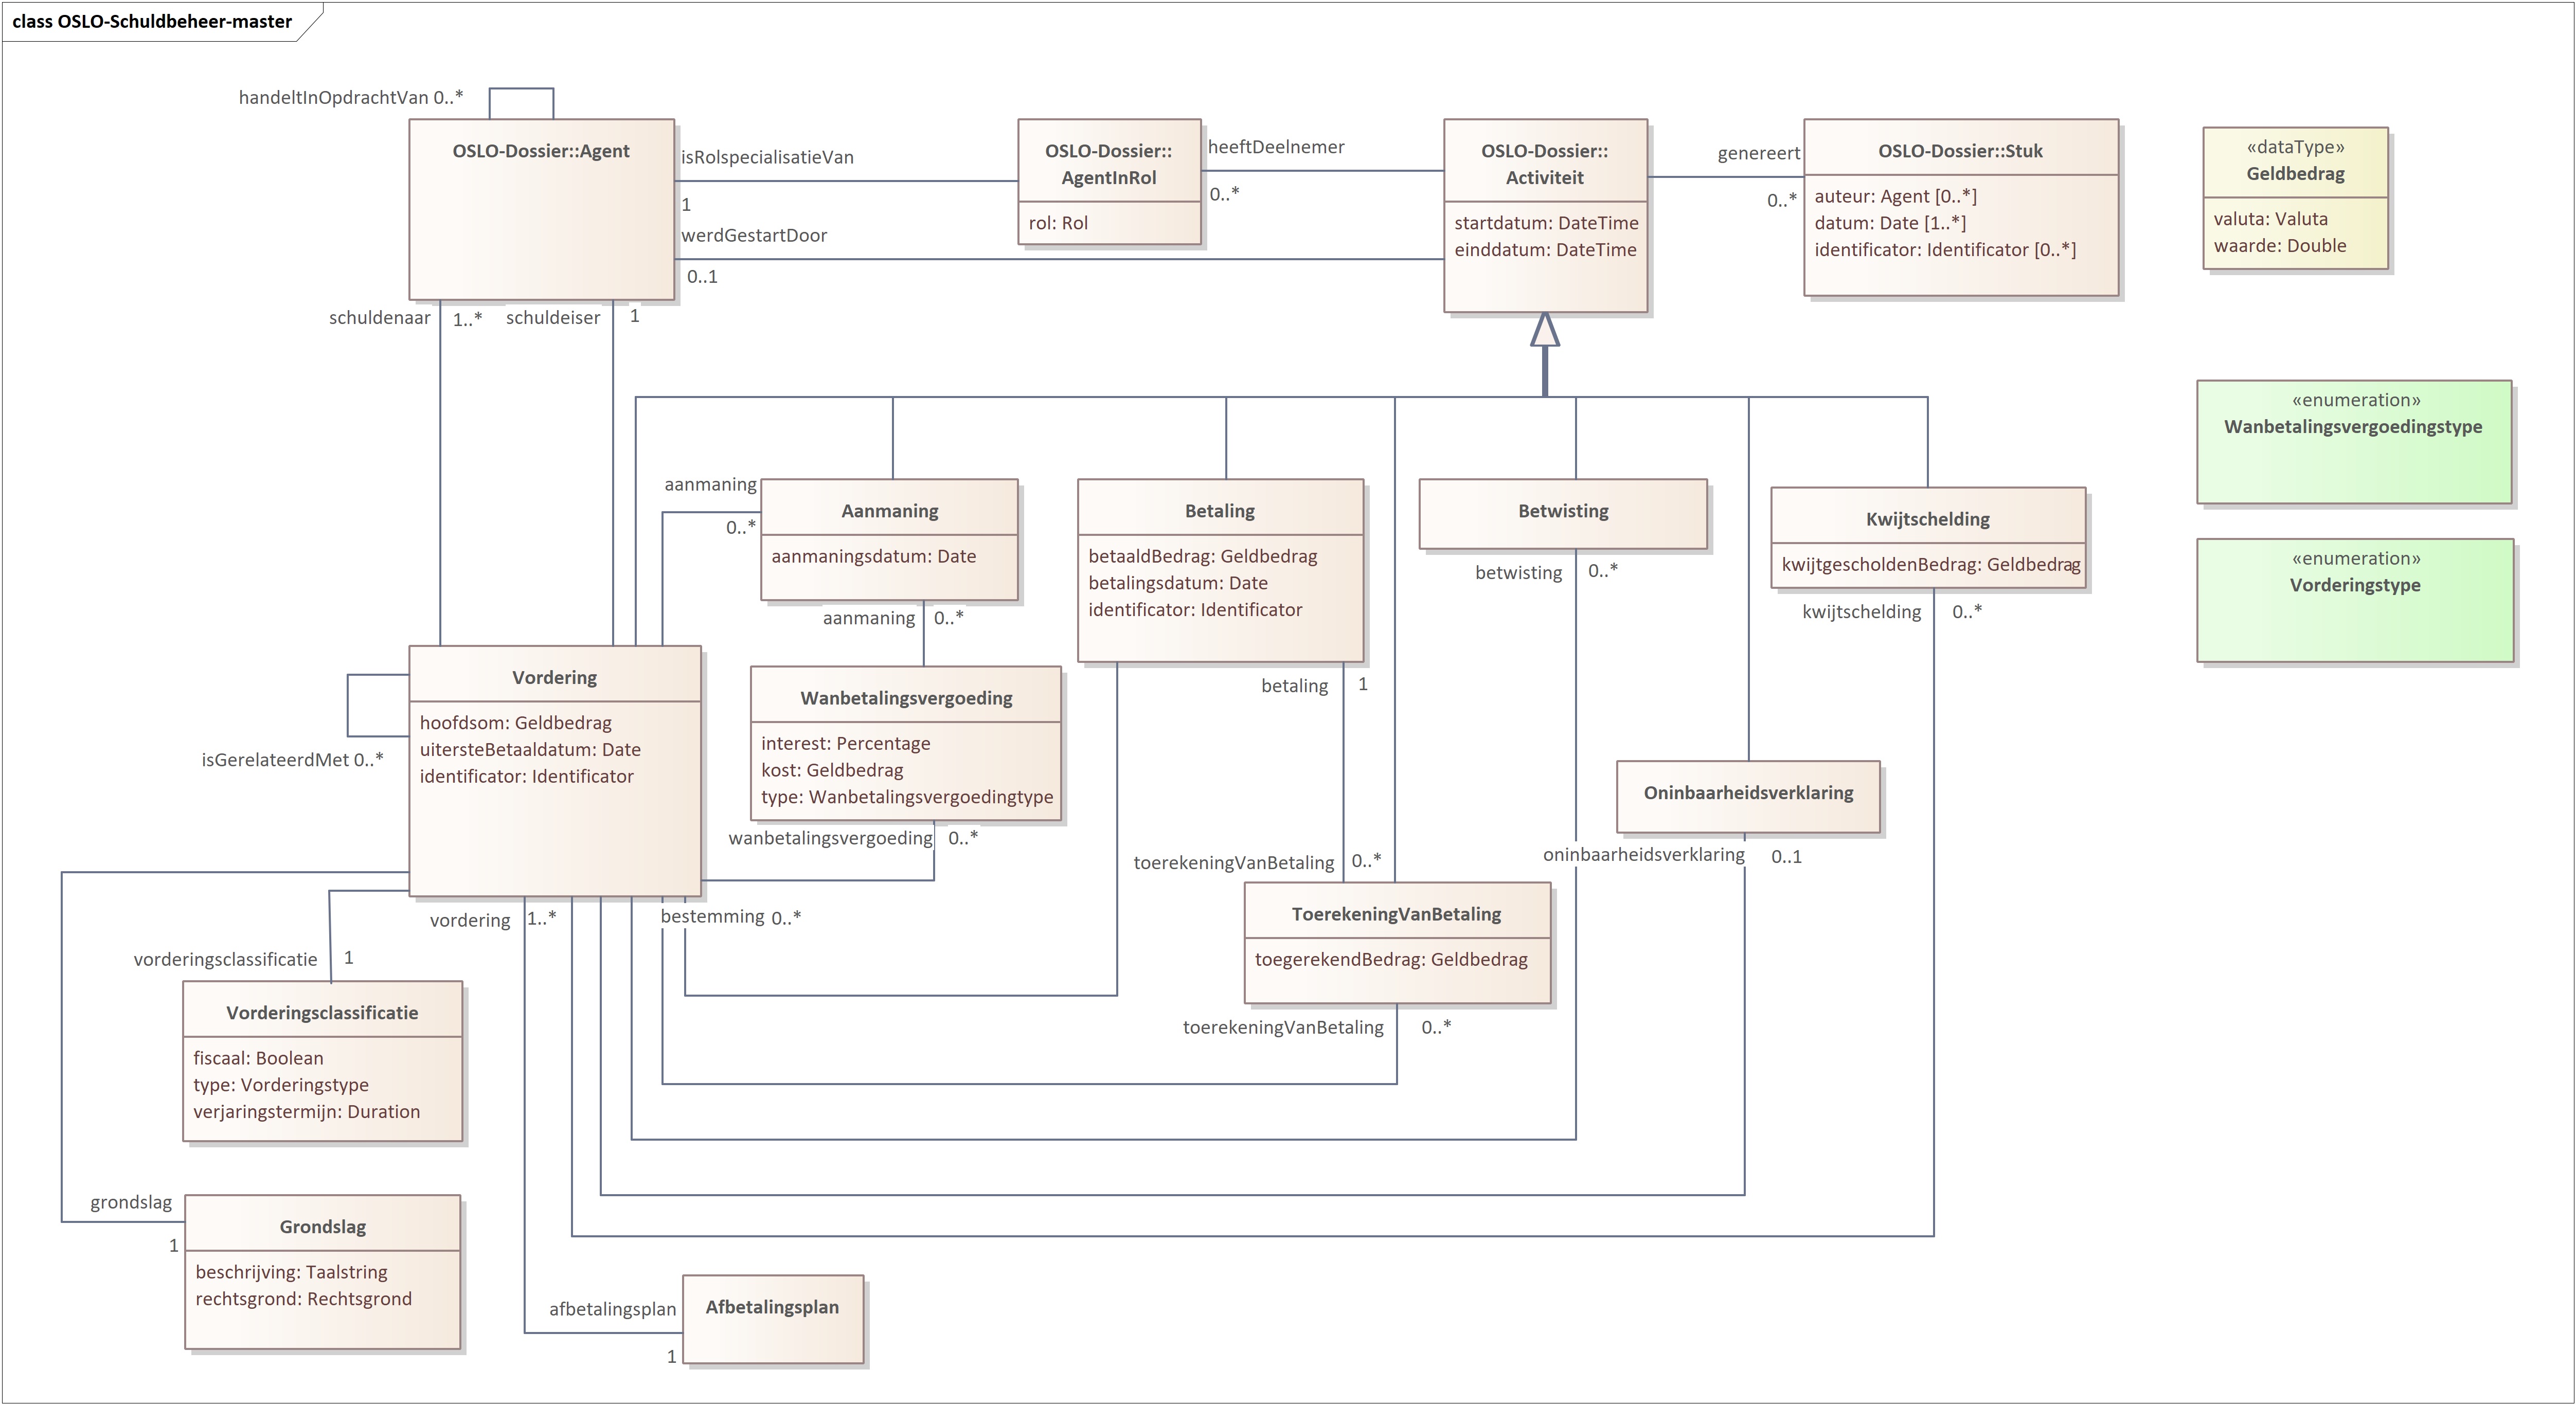 class OSLO-Schuldbeheer-master
handeltInOpdrachtVan 0..*
OSLO-Dossier::Agent
isRolspecialisatieVan
1
werdGestartDoor
0..1
OSLO-Dossier::
AgentInRol
rol: Rol
heeftDeelnemer
0..*
OSLO-Dossier::
Activiteit
startdatum: DateTime
einddatum: DateTime
genereert
0..*
OSLO-Dossier::Stuk
auteur: Agent [0..*]
datum: Date [1..*]
identificator: Identificator [0..*]
«dataType»
Geldbedrag
valuta: Valuta
waarde: Double
schuldenaar
1..*
schuldeiser
1
«enumeration»
Wanbetalingsvergoedingstype
«enumeration»
Vorderingstype
aanmaning
0..*
Aanmaning
aanmaningsdatum: Date
aanmaning
0..*
Betaling
betaaldBedrag: Geldbedrag
betalingsdatum: Date
identificator: Identificator
betaling
1
Betwisting
betwisting
0..*
Kwijtschelding
kwijtgescholdenBedrag: Geldbedrag
kwijtschelding
0..*
Vordering
hoofdsom: Geldbedrag
uitersteBetaaldatum: Date
identificator: Identificator
isGerelateerdMet 0..*
Wanbetalingsvergoeding
interest: Percentage
kost: Geldbedrag
type: Wanbetalingsvergoedingtype
wanbetalingsvergoeding
0..*
Oninbaarheidsverklaring
oninbaarheidsverklaring
0..1
toerekeningVanBetaling
0..*
ToerekeningVanBetaling
toegerekendBedrag: Geldbedrag
toerekeningVanBetaling
0..*
vordering
1..*
bestemming 0..*
vorderingsclassificatie
1
Vorderingsclassificatie
fiscaal: Boolean
type: Vorderingstype
verjaringstermijn: Duration
grondslag
1
Grondslag
beschrijving: Taalstring
rechtsgrond: Rechtsgrond
afbetalingsplan
1
Afbetalingsplan